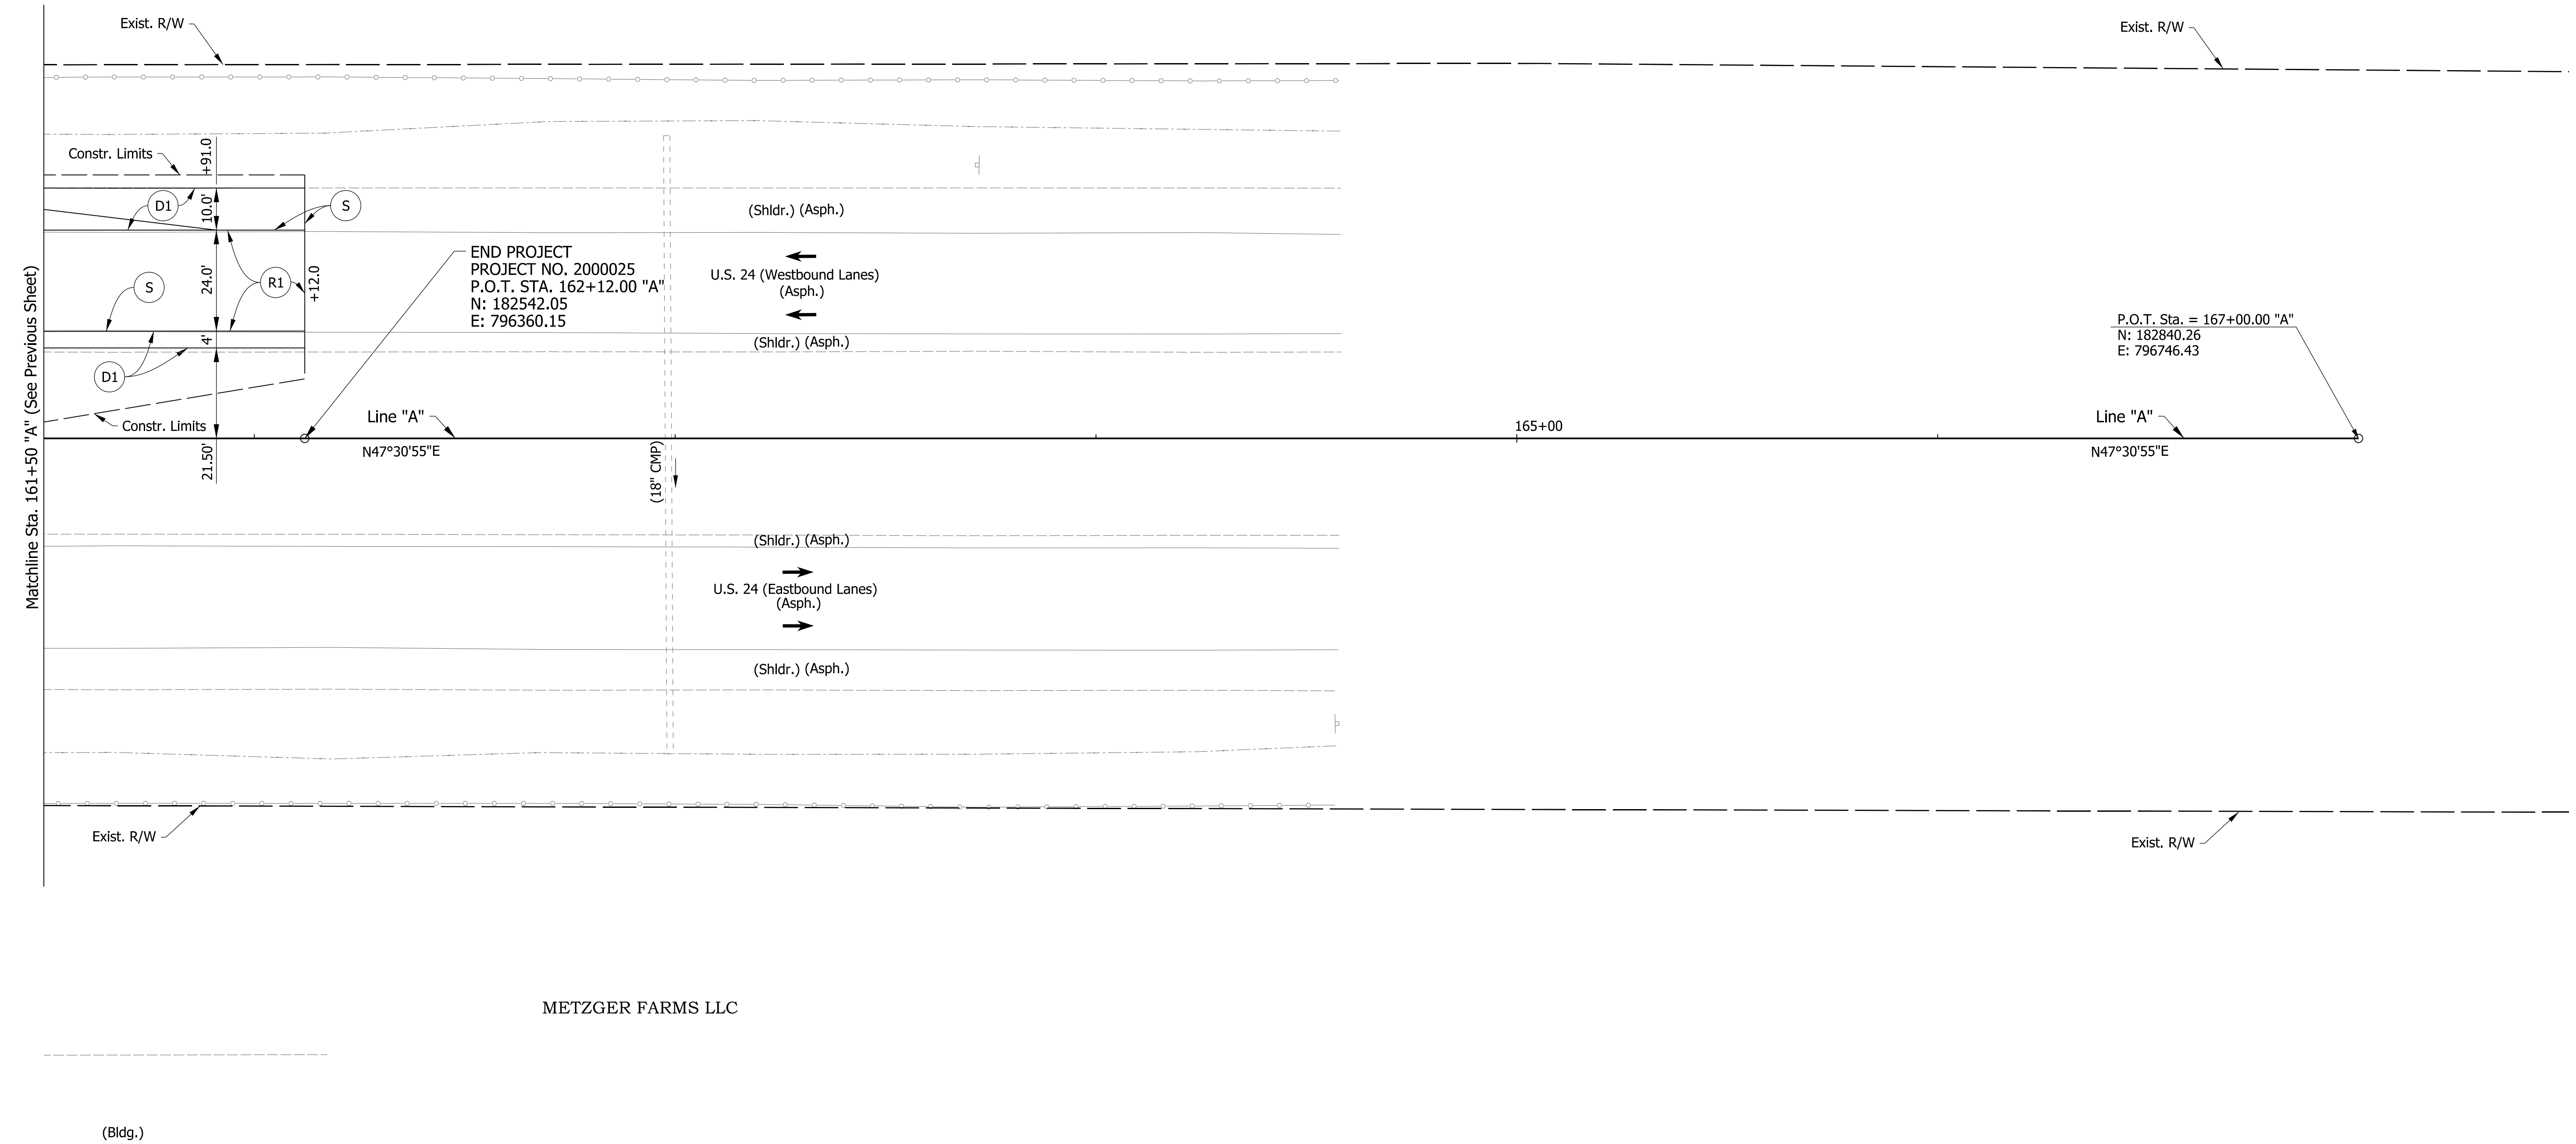 Exist. R/W
Exist. R/W
Constr. Limits
+91.0
D1
10.0'
S
(Shldr.) (Asph.)
END PROJECT
PROJECT NO. 2000025
P.O.T. STA. 162+12.00 "A"
N: 182542.05
E: 796360.15
U.S. 24 (Westbound Lanes)
(Asph.)
S
24.0'
R1
+12.0
P.O.T. Sta. = 167+00.00 "A"
N: 182840.26
E: 796746.43
4'
(Shldr.) (Asph.)
D1
Line "A"
Line "A"
Constr. Limits
165+00
N47°30'55"E
N47°30'55"E
21.50'
(18" CMP)
Matchline Sta. 161+50 "A" (See Previous Sheet)
(Shldr.) (Asph.)
U.S. 24 (Eastbound Lanes)
(Asph.)
(Shldr.) (Asph.)
Exist. R/W
Exist. R/W
METZGER FARMS LLC
(Bldg.)